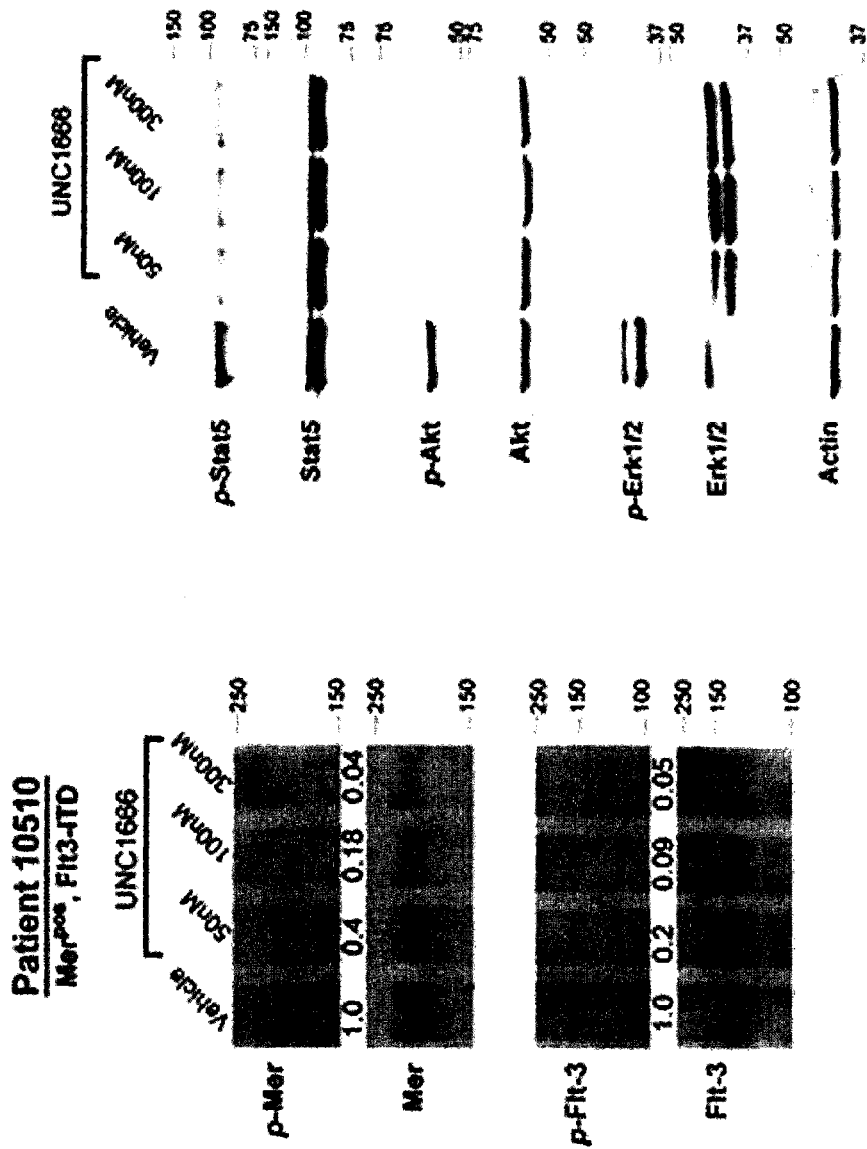 Patient 10510
Mer^pos, Flt3-ITD
UNC1666
Vehicle 50nM 100nM 300nM
p-Mer
250
150
1.0 0.4 0.18 0.04
Mer
250
150
p-Flt-3
250
150
100
1.0 0.2 0.09 0.05
Flt-3
250
150
100
UNC1666
Vehicle 50nM 100nM 300nM
p-Stat5
150
100
75
Stat5
150
100
75
p-Akt
75
50
Akt
75
50
p-Erk1/2
50
37
Erk1/2
50
37
Actin
50
37